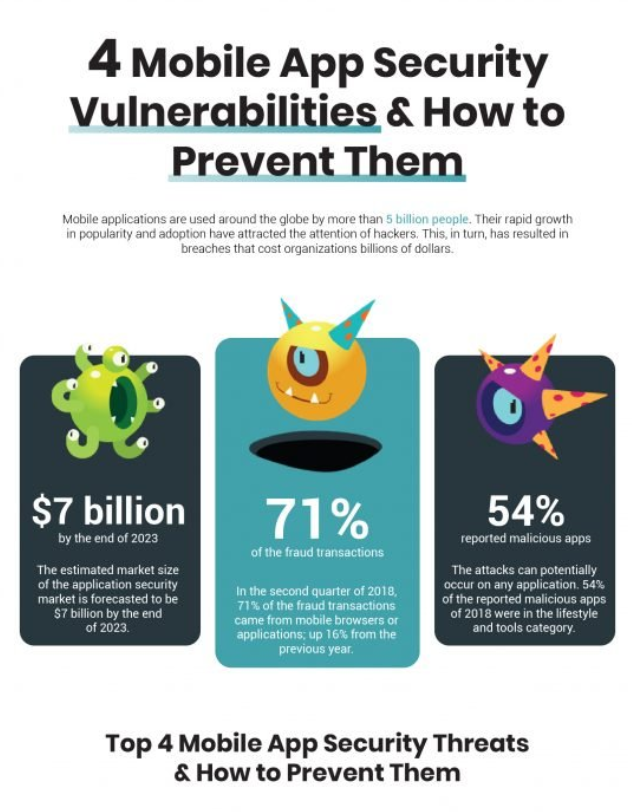 4 Mobile App Security
Vulnerabilities & How to
Prevent Them
Mobile applications are used around the globe by more than 5 billion people. Their rapid growth
in popularity and adoption have attracted the attention of hackers. This, in turn, has resulted in
breaches that cost organizations billions of dollars.
$7 billion
by the end of 2023
The estimated market size
of the application security
market is forecasted to be
$7 billion by the end
of 2023.
71%
of the fraud transactions
In the second quarter of 2018,
71% of the fraud transactions
came from mobile browsers or
applications; up 16% from the
previous year.
54%
reported malicious apps
The attacks can potentially
occur on any application. 54%
of the reported malicious apps
of 2018 were in the lifestyle
and tools category.
Top 4 Mobile App Security Threats
& How to Prevent Them